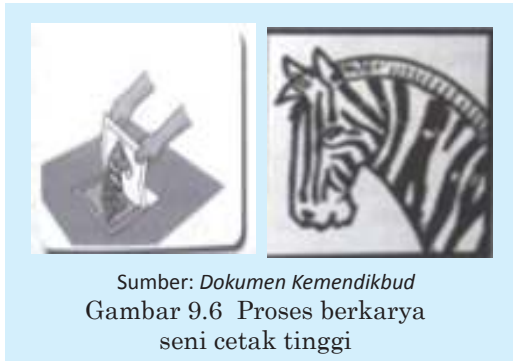 Sumber: Dokumen Kemendikbud
Gambar 9.6 Proses berkarya
seni cetak tinggi